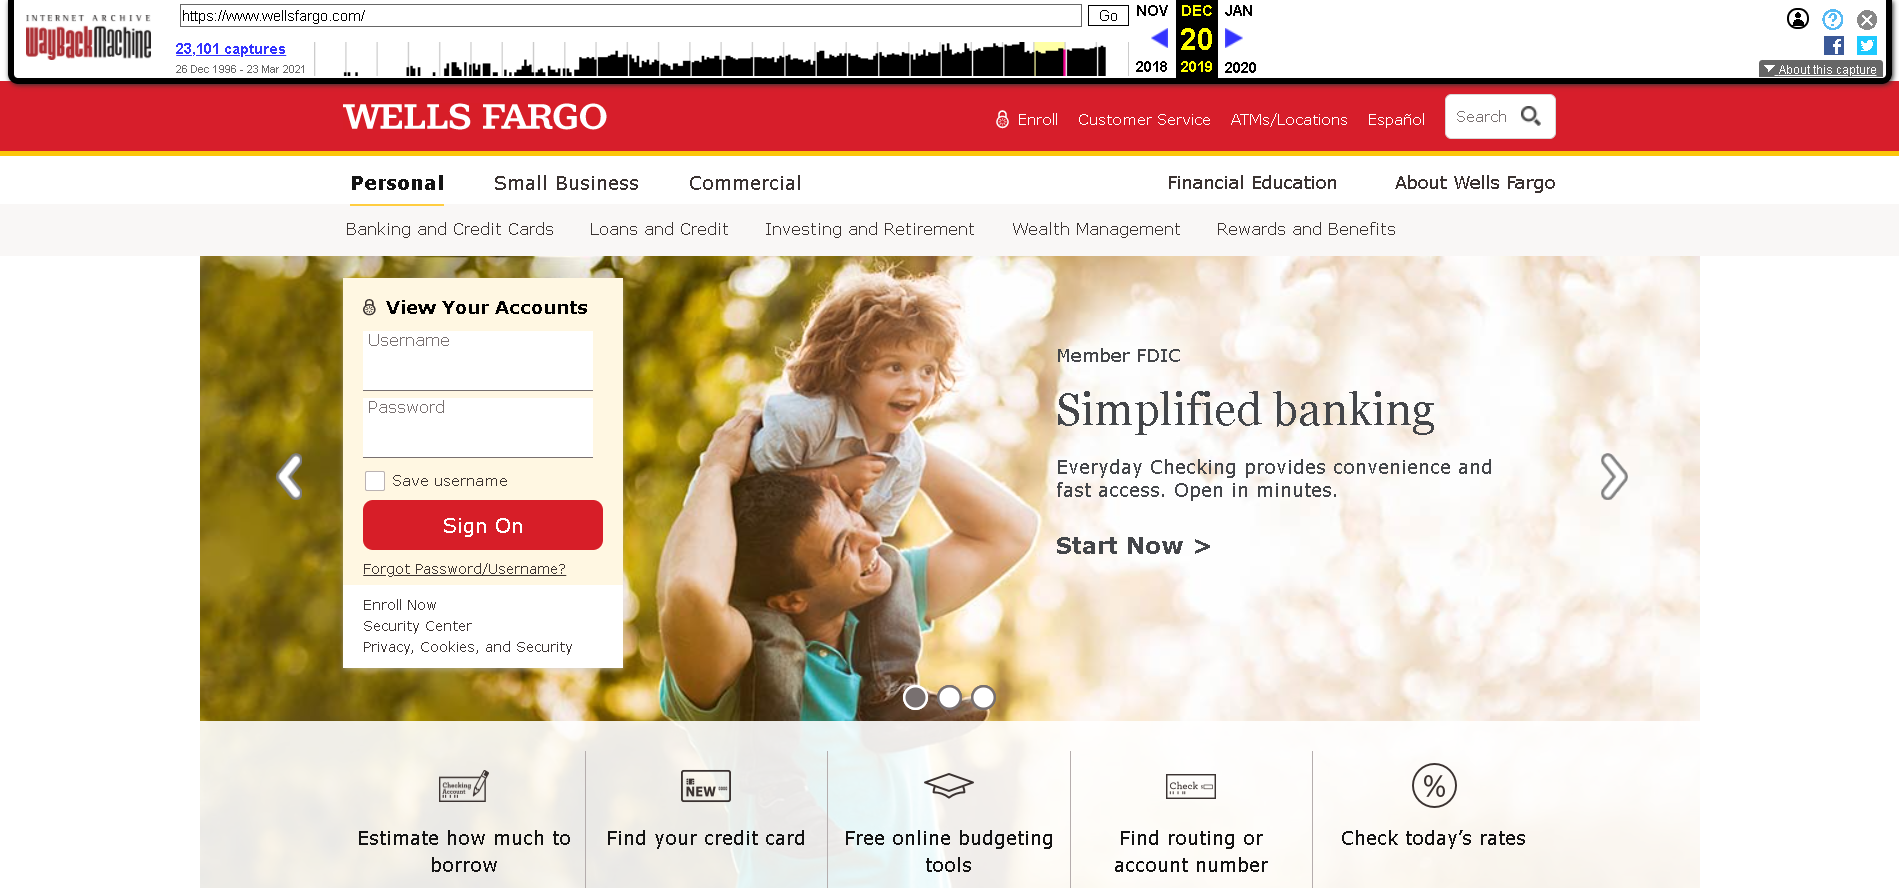 INTERNET ARCHIVE
WayBackMachine
https://www.wellsfargo.com/
Go
NOV
DEC
JAN
23,101 captures
20
26 Dec 1996 - 23 Mar 2021
2018
2019
2020
About this capture
WELLS FARGO
Enroll
Customer Service
ATMs/Locations
Español
Search
Personal
Small Business
Commercial
Financial Education
About Wells Fargo
Banking and Credit Cards
Loans and Credit
Investing and Retirement
Wealth Management
Rewards and Benefits
View Your Accounts
Username
Password
Save username
Sign On
Forgot Password/Username?
Enroll Now
Security Center
Privacy, Cookies, and Security
Member FDIC
Simplified banking
Everyday Checking provides convenience and
fast access. Open in minutes.
Start Now >
Checking
Account
Estimate how much to
borrow
NEW
Find your credit card
Free online budgeting
tools
Check
Find routing or
account number
%
Check today’s rates